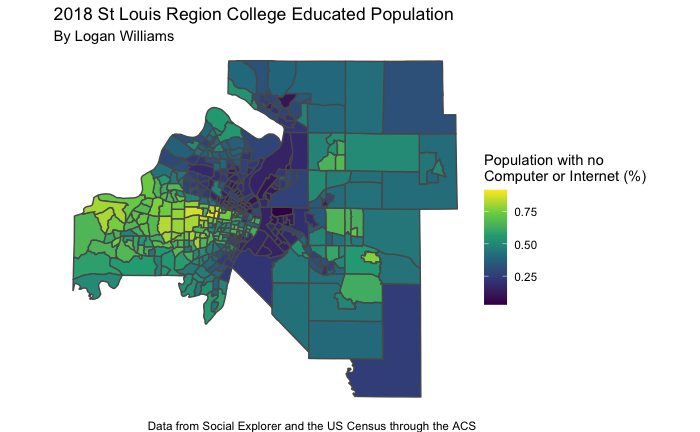 2018 St Louis Region College Educated Population
By Logan Williams
Population with no
Computer or Internet (%)
0.75
0.50
0.25
Data from Social Explorer and the US Census through the ACS